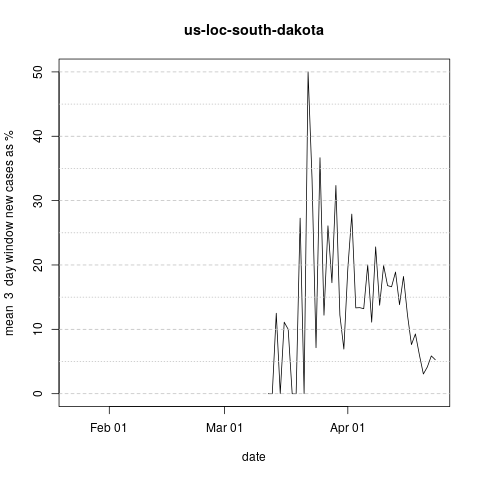 us-loc-south-dakota
mean  3  day window new cases as %
50
40
30
20
10
0
Feb 01
Mar 01
Apr 01
date